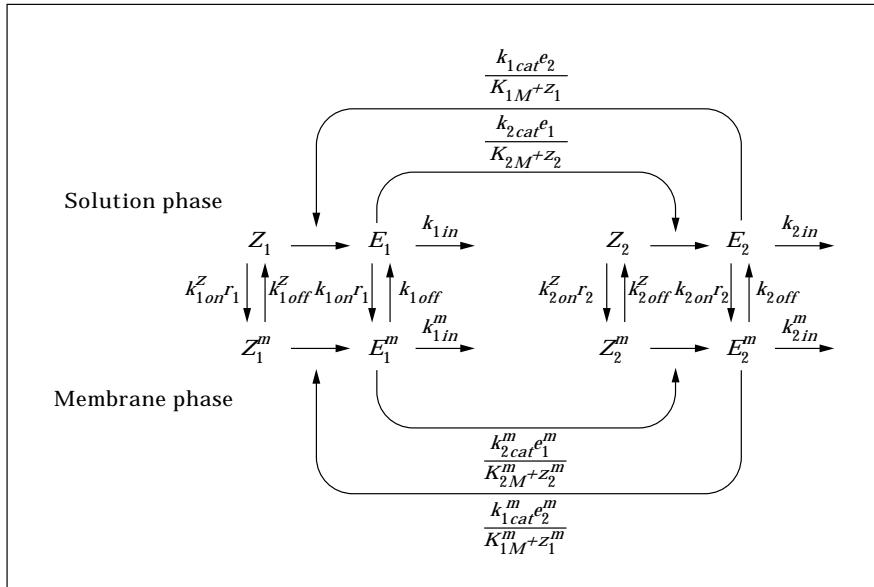 k_{1cat}e_2
K_{1M}+z_1
k_{2cat}e_1
K_{2M}+z_2
Solution phase
Z_1 E_1 k_{1in} Z_2 E_2 k_{2in}
k^Z_{1on}r_1 k^Z_{1off} k_{1on}r_1 k_{1off} k^Z_{2on}r_2 k^Z_{2off} k_{2on}r_2 k_{2off}
Z^m_1 E^m_1 k^m_{1in} Z^m_2 E^m_2 k^m_{2in}
Membrane phase
k^m_{2cat}e^m_1
K^m_{2M}+z^m_2
k^m_{1cat}e^m_2
K^m_{1M}+z^m_1